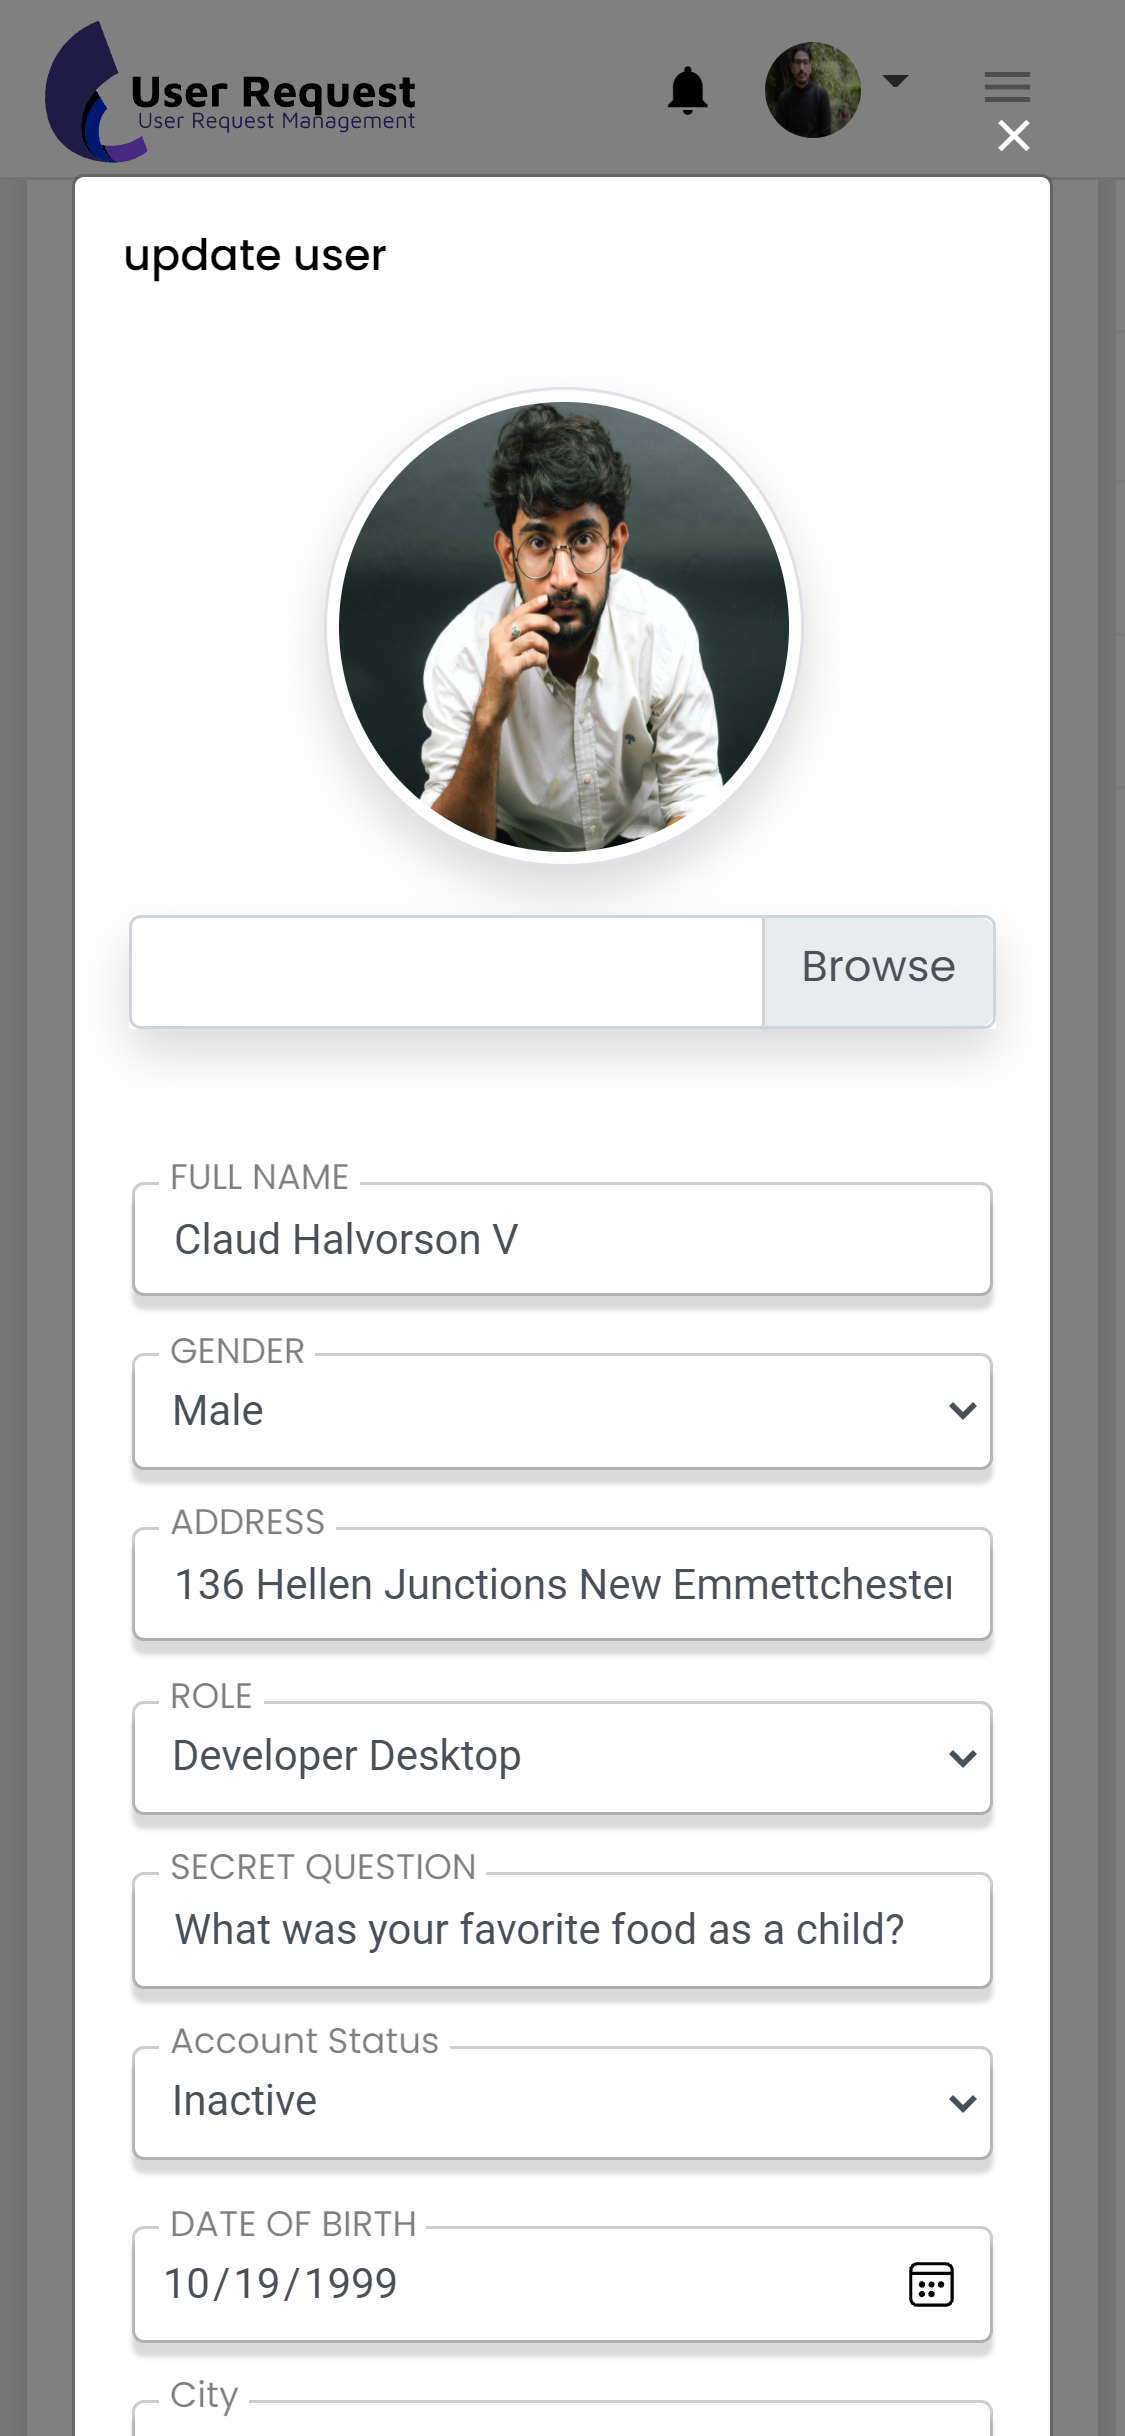 User Request
User Request Management
update user
Browse
FULL NAME
Claud Halvorson V
GENDER
Male
ADDRESS
136 Hellen Junctions New Emmettchester
ROLE
Developer Desktop
SECRET QUESTION
What was your favorite food as a child?
Account Status
Inactive
DATE OF BIRTH
10/19/1999
City